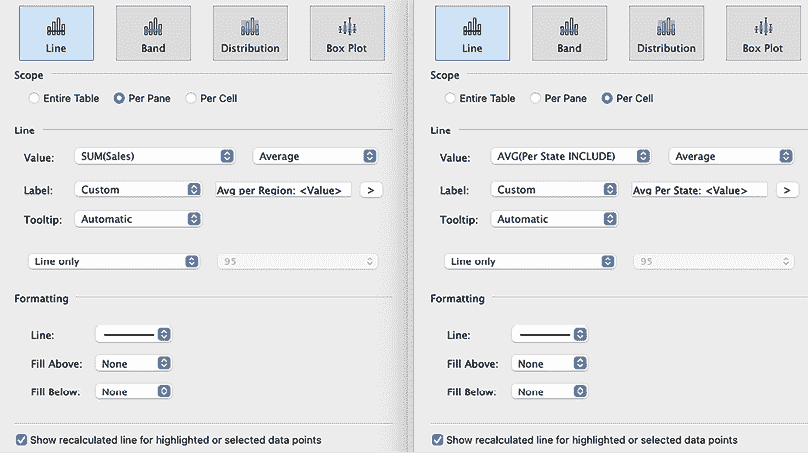 Line Band Distribution Box Plot
Scope
Entire Table Per Pane Per Cell
Line
Value: SUM(Sales) Average
Label: Custom Avg per Region: <Value> >
Tooltip: Automatic
Line only 95
Formatting
Line:
Fill Above: None
Fill Below: None
Show recalculated line for highlighted or selected data points
Line Band Distribution Box Plot
Scope
Entire Table Per Pane Per Cell
Line
Value: AVG(Per State INCLUDE) Average
Label: Custom Avg Per State: <Value> >
Tooltip: Automatic
Line only 95
Formatting
Line:
Fill Above: None
Fill Below: None
Show recalculated line for highlighted or selected data points